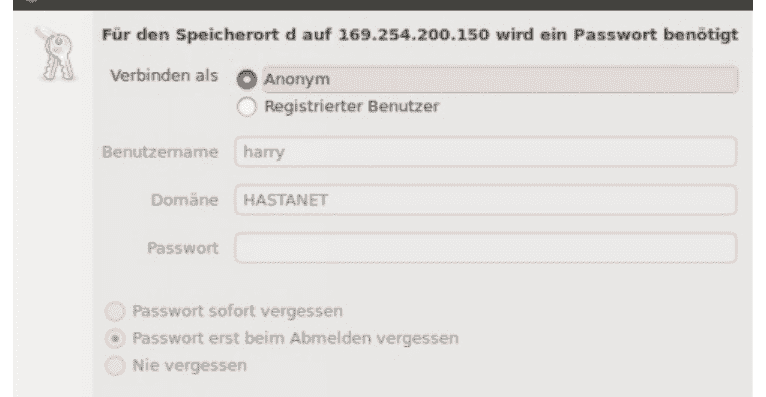 Für den Speicherort d auf 169.254.200.150 wird ein Passwort benötigt
Verbinden als
Anonym
Registrierter Benutzer
Benutzername harry
Domäne HASTANET
Passwort
Passwort sofort vergessen
Passwort erst beim Abmelden vergessen
Nie vergessen